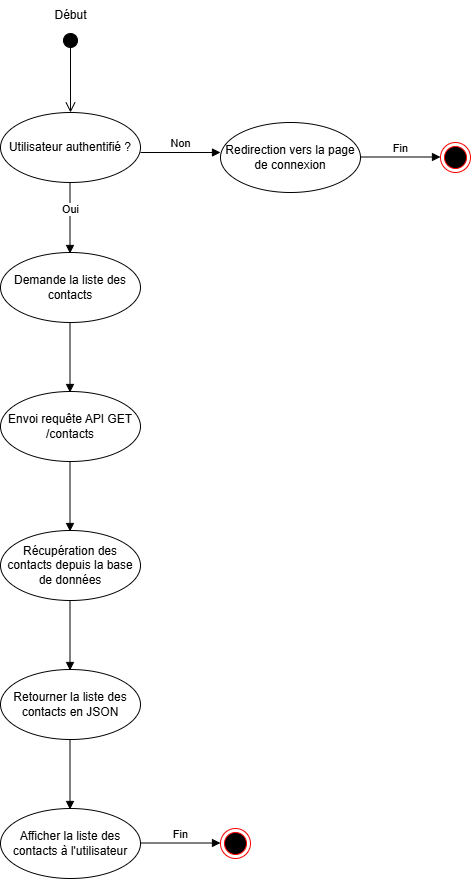 Début
Utilisateur authentifié ?
Non
Redirection vers la page
de connexion
Fin
Oui
Demande la liste des
contacts
Envoi requête API GET
/contacts
Récupération des
contacts depuis la base
de données
Retourner la liste des
contacts en JSON
Afficher la liste des
contacts à l'utilisateur
Fin